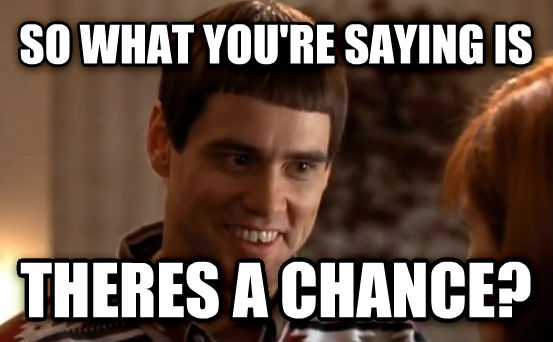 SO WHAT YOU'RE SAYING IS
THERES A CHANCE?